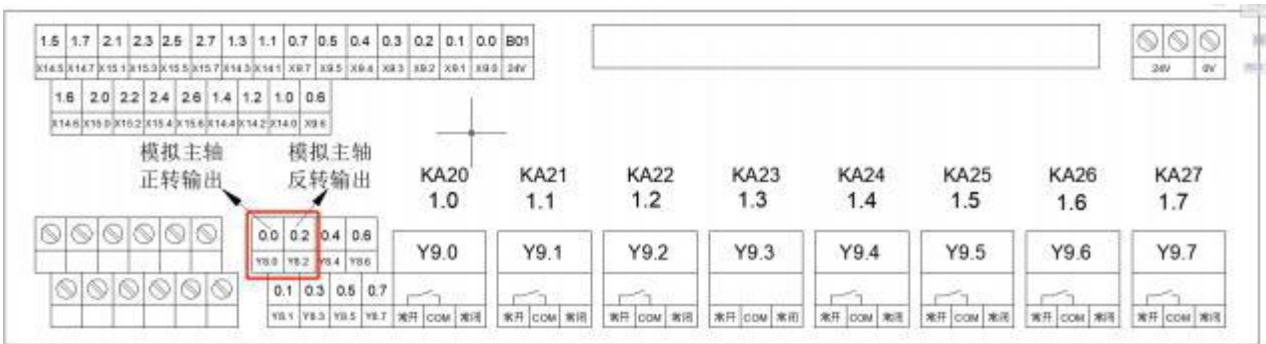 1.5 1.7 2.1 2.3 2.5 2.7 1.3 1.1 0.7 0.5 0.4 0.3 0.2 0.1 0.0 B01
X14.5 X14.7 X15.1 X15.3 X15.5 X15.7 X14.3 X14.1 X9.7 X9.5 X9.4 X9.3 X9.2 X9.1 X9.0 24V
24V 0V
1.6 2.0 2.2 2.4 2.6 1.4 1.2 1.0 0.6
X14.6 X15.0 X15.2 X15.4 X15.6 X14.4 X14.2 X14.0 X9.6
模拟主轴 模拟主轴
正转输出 反转输出
KA20 KA21 KA22 KA23 KA24 KA25 KA26 KA27
1.0 1.1 1.2 1.3 1.4 1.5 1.6 1.7
0.0 0.2 0.4 0.6
Y8.0 Y8.2 Y8.4 Y8.6
Y9.0 Y9.1 Y9.2 Y9.3 Y9.4 Y9.5 Y9.6 Y9.7
0.1 0.3 0.5 0.7
Y8.1 Y8.3 Y8.5 Y8.7
常开 COM 常闭 常开 COM 常闭 常开 COM 常闭 常开 COM 常闭 常开 COM 常闭 常开 COM 常闭 常开 COM 常闭 常开 COM 常闭